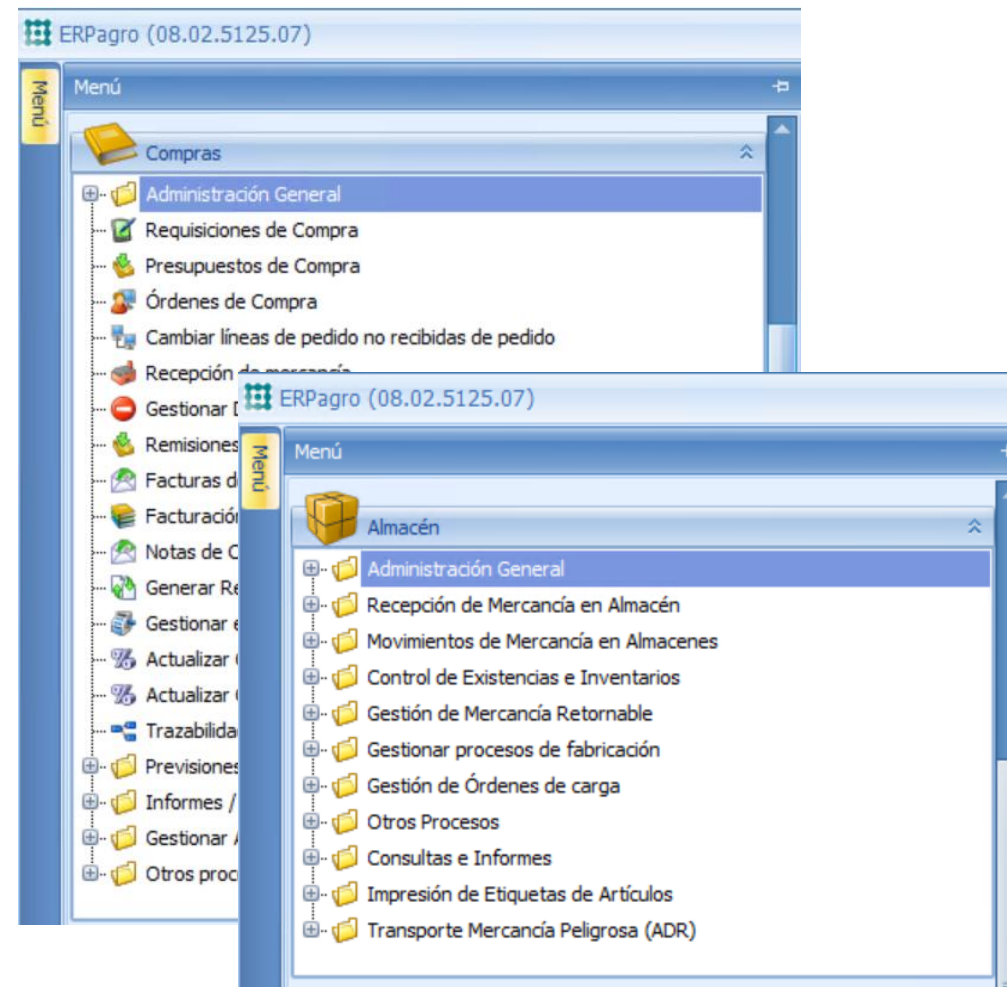 ERPagro (08.02.5125.07)
Menú
Menú
Compras
Administración General
Requisiciones de Compra
Presupuestos de Compra
Órdenes de Compra
Cambiar líneas de pedido no recibidas de pedido
Recepción de mercancía
Gestionar
Remisiones
Facturas
Facturación
Notas de
Generar
Gestionar
Actualizar
Actualizar
Previsiones
Informes /
Gestionar
Otros
ERPagro (08.02.5125.07)
Menú
Menú
Almacén
Administración General
Recepción de Mercancía en Almacén
Movimientos de Mercancía en Almacenes
Control de Existencias e Inventarios
Gestión de Mercancía Retornable
Gestionar procesos de fabricación
Gestión de Órdenes de carga
Otros Procesos
Consultas e Informes
Impresión de Etiquetas de Artículos
Transporte Mercancía Peligrosa (ADR)